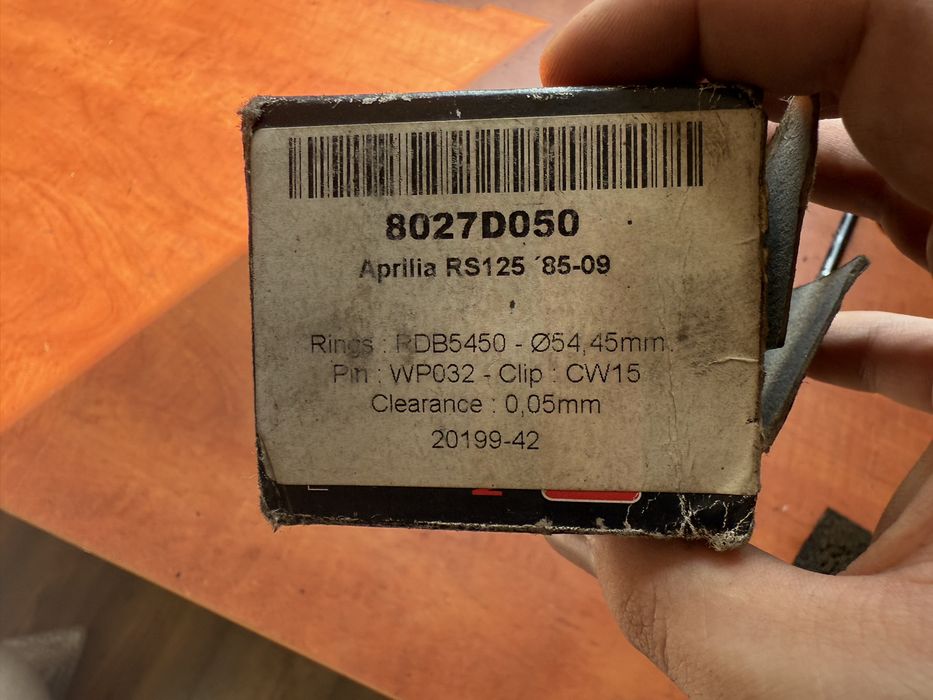 8027D050
Aprilia RS125 ´85-09
Rings : RDB5450 - Ø54,45mm.
Pin : WP032 - Clip : CW15
Clearance : 0,05mm
20199-42